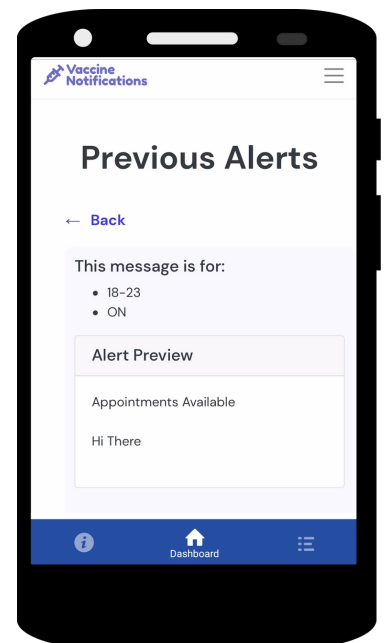 Vaccine
Notifications
Previous Alerts
← Back
This message is for:
• 18-23
• ON
Alert Preview
Appointments Available
Hi There
i
Dashboard